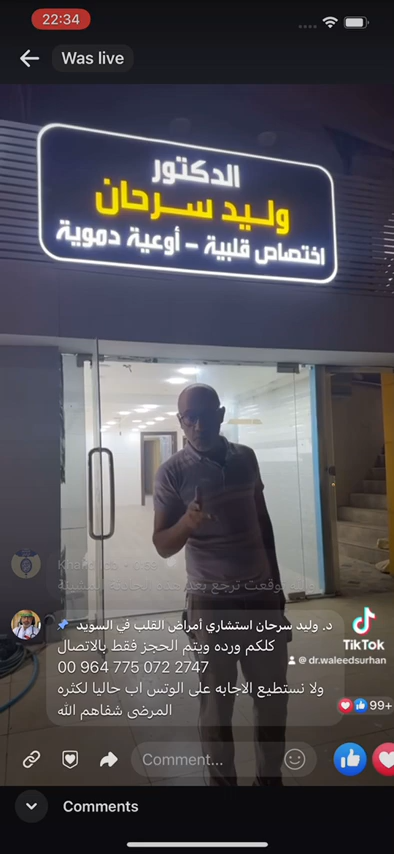 22:34
Was live
الدكتور
وليد سرحان
اختصاص قلبية - أوعية دموية
د. وليد سرحان استشاري أمراض القلب في السويد
كلكم ورده ويتم الحجز فقط بالاتصال
00 964 775 072 2747
ولا نستطيع الاجابه على الوتس اب حاليا لكثره
المرضى شفاهم الله
TikTok
@ dr.waleedsurhan
99+
Comment...
Comments